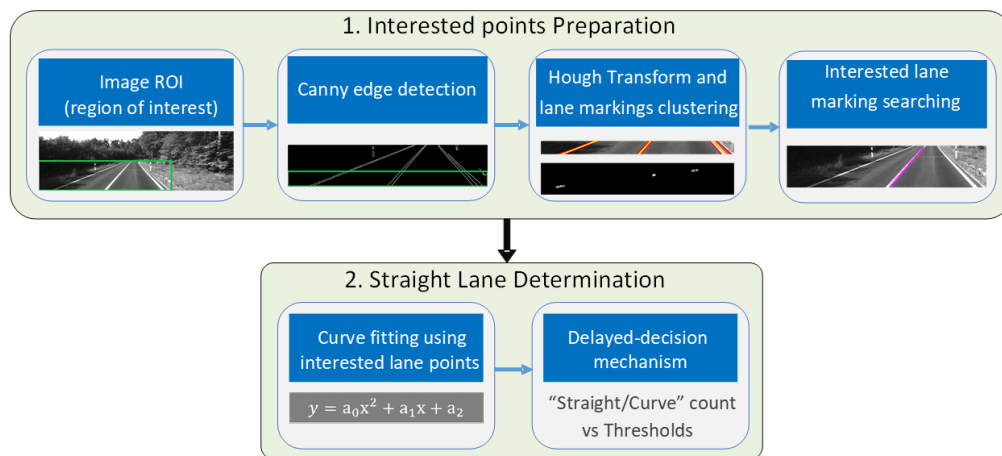 1. Interested points Preparation
Image ROI
(region of interest)
Canny edge detection
Hough Transform and
lane markings clustering
Interested lane
marking searching
2. Straight Lane Determination
Curve fitting using
interested lane points
y = a₀x² + a₁x + a₂
Delayed-decision
mechanism
“Straight/Curve” count
vs Thresholds